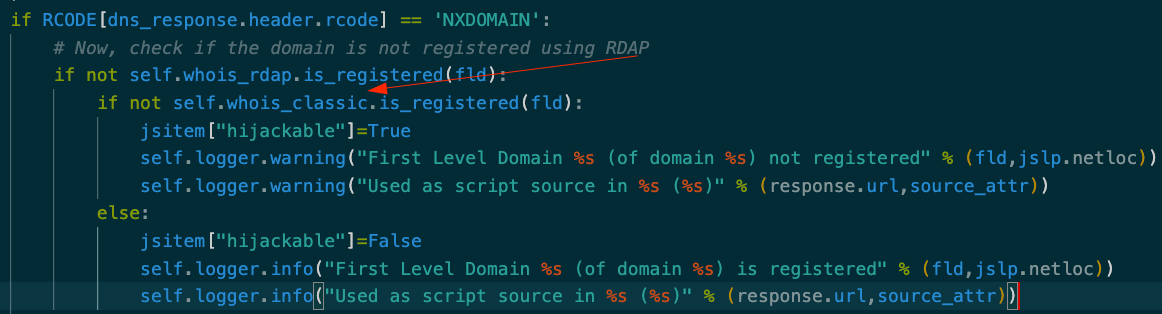 if RCODE[dns_response.header.rcode] == 'NXDOMAIN':
    # Now, check if the domain is not registered using RDAP
    if not self.whois_rdap.is_registered(fld):
        if not self.whois_classic.is_registered(fld):
            jsitem["hijackable"]=True
            self.logger.warning("First Level Domain %s (of domain %s) not registered" % (fld,jslp.netloc))
            self.logger.warning("Used as script source in %s (%s)" % (response.url,source_attr))
        else:
            jsitem["hijackable"]=False
            self.logger.info("First Level Domain %s (of domain %s) is registered" % (fld,jslp.netloc))
            self.logger.info("Used as script source in %s (%s)" % (response.url,source_attr))